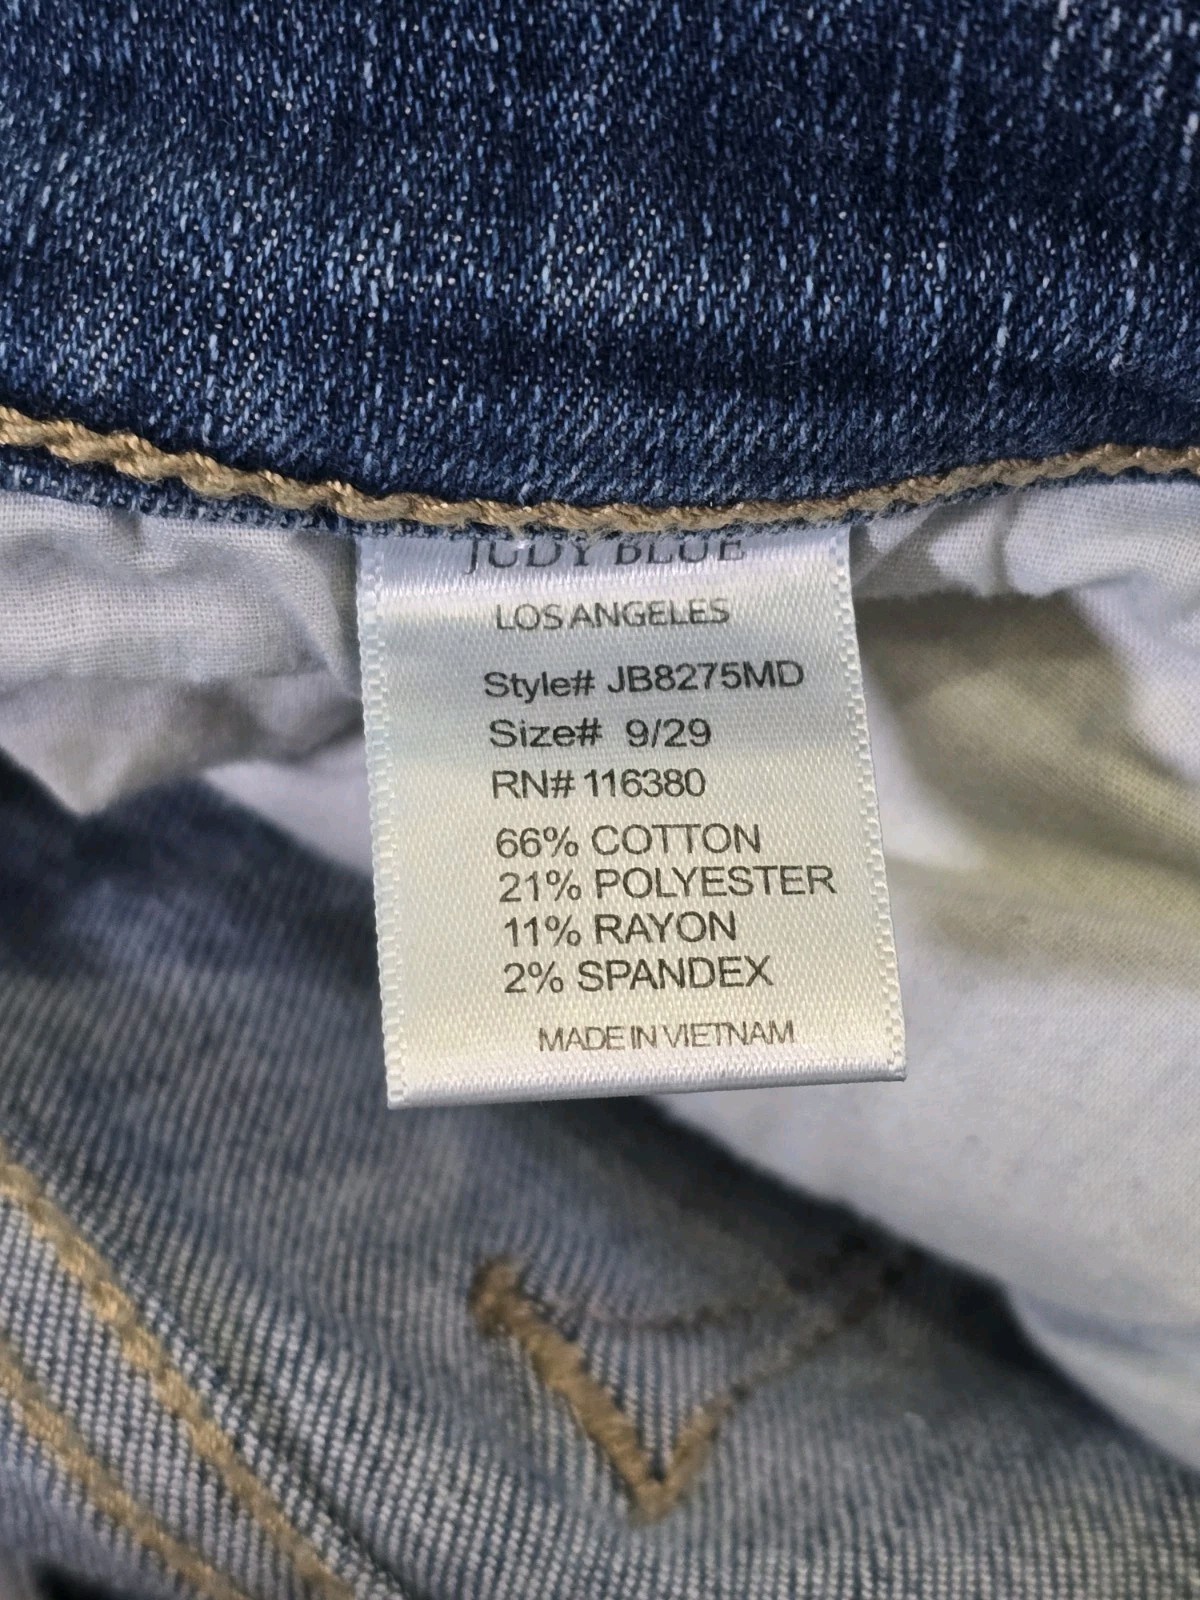 JUDY BLUE
LOS ANGELES
Style# JB8275MD
Size# 9/29
RN# 116380
66% COTTON
21% POLYESTER
11% RAYON
2% SPANDEX
MADE IN VIETNAM